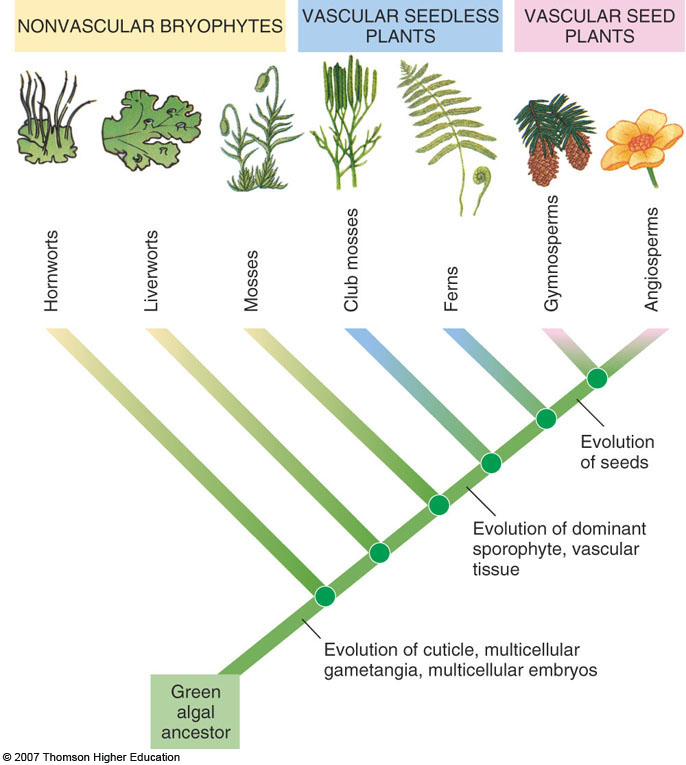 NONVASCULAR BRYOPHYTES
VASCULAR SEEDLESS
PLANTS
VASCULAR SEED
PLANTS
Hornworts
Liverworts
Mosses
Club mosses
Ferns
Gymnosperms
Angiosperms
Evolution
of seeds
Evolution of dominant
sporophyte, vascular
tissue
Evolution of cuticle, multicellular
gametangia, multicellular embryos
Green
algal
ancestor
© 2007 Thomson Higher Education